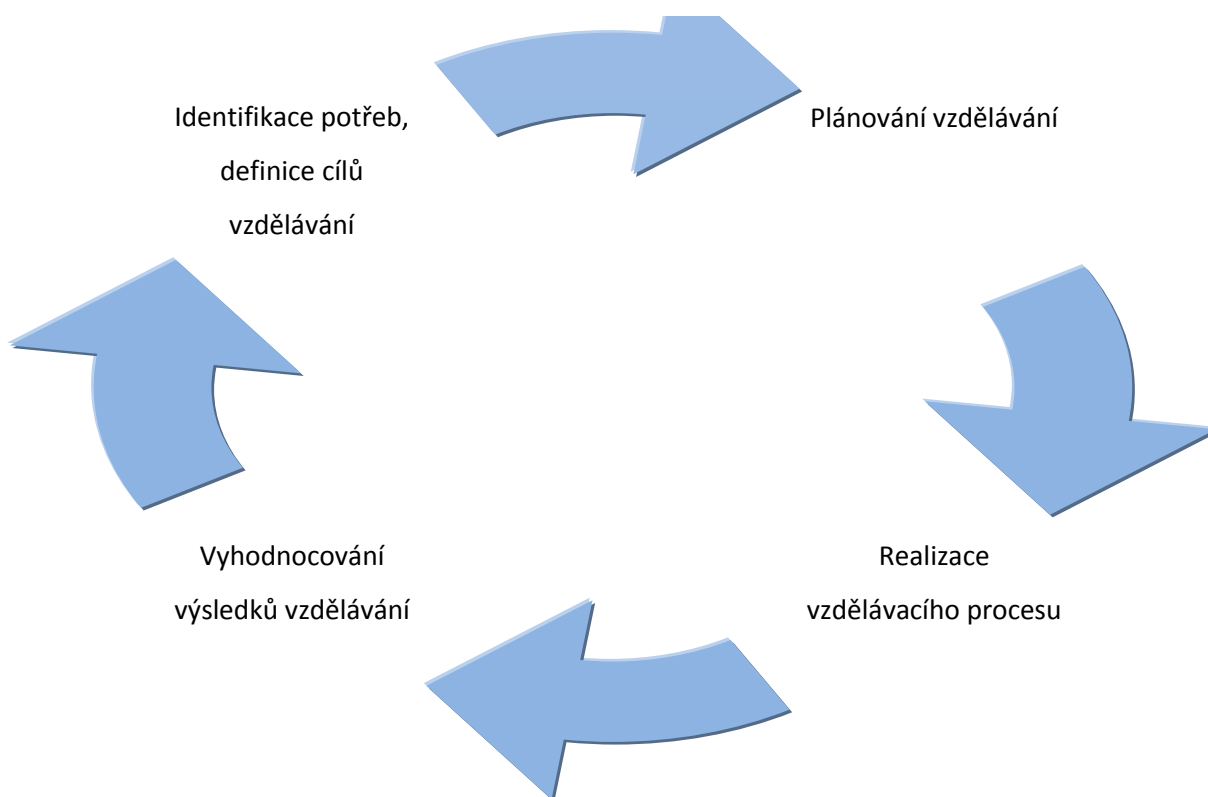 Identifikace potřeb,
definice cílů
vzdělávání
Plánování vzdělávání
Realizace
vzdělávacího procesu
Vyhodnocování
výsledků vzdělávání